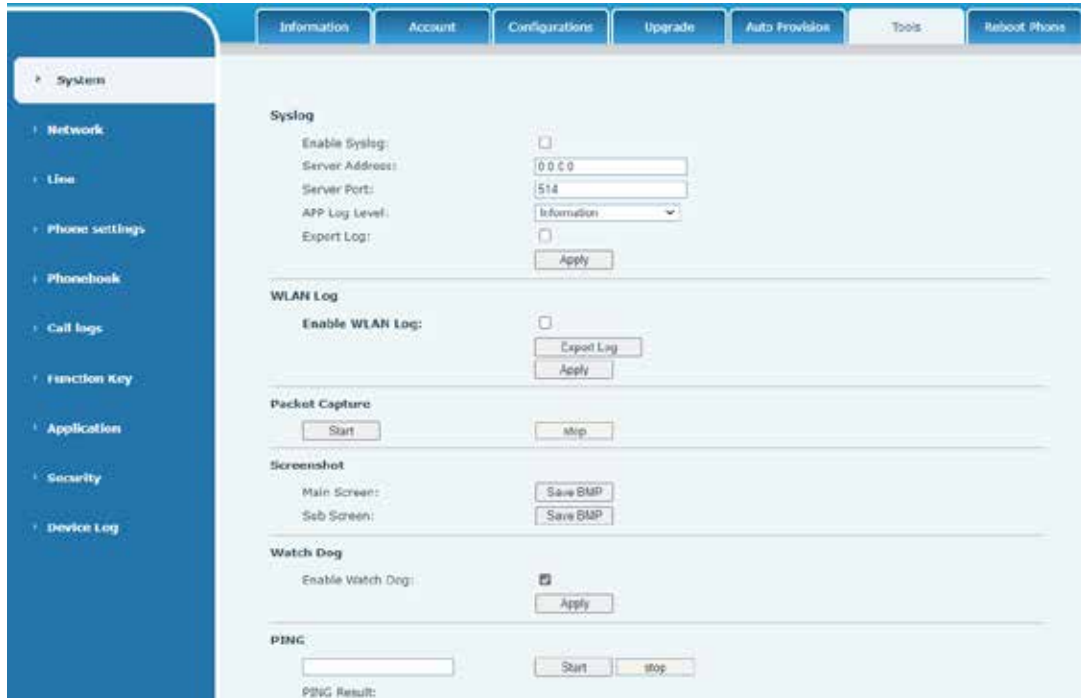 Information Account Configurations Upgrade Auto Provision Tools Reboot Phone
System
Network
Line
Phone settings
Phonebook
Call logs
Function Key
Application
Security
Device Log
Syslog
Enable Syslog:
Server Address: 0.0.0.0
Server Port: 514
APP Log Level: Information
Export Log:
Apply
WLAN Log
Enable WLAN Log:
Export Log
Apply
Packet Capture
Start stop
Screenshot
Main Screen: Save BMP
Sub Screen: Save BMP
Watch Dog
Enable Watch Dog:
Apply
PING
Start stop
PING Result: